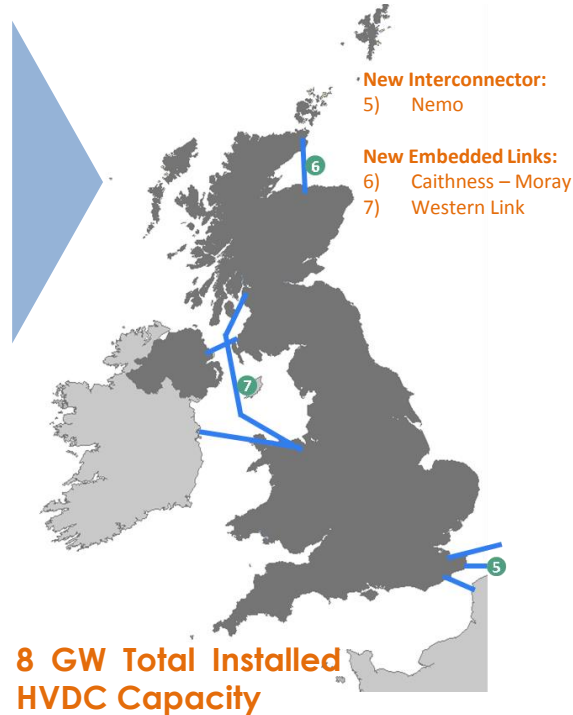 New Interconnector:
5) Nemo
New Embedded Links:
6) Caithness – Moray
7) Western Link
6
7
5
8 GW Total Installed
HVDC Capacity